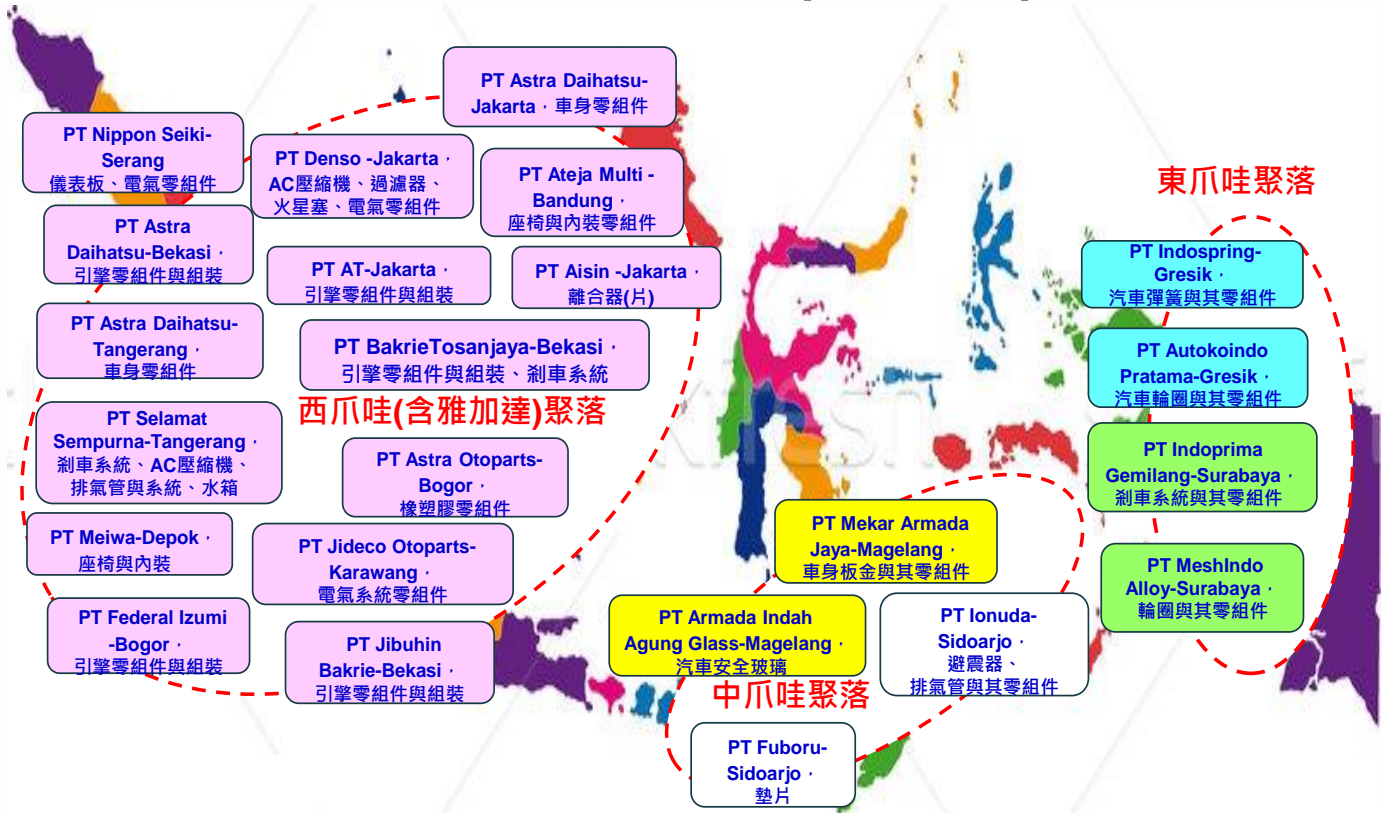 PT Astra Daihatsu-
Jakarta，車身零組件
PT Nippon Seiki-
Serang
儀表板、電氣零組件
PT Denso -Jakarta，
AC壓縮機、過濾器、
火星塞、電氣零組件
PT Ateja Multi -
Bandung，
座椅與內裝零組件
PT Astra
Daihatsu-Bekasi，
引擎零組件與組裝
PT AT-Jakarta，
引擎零組件與組裝
PT Aisin -Jakarta，
離合器(片)
PT Astra Daihatsu-
Tangerang，
車身零組件
PT BakrieTosanjaya-Bekasi，
引擎零組件與組裝、剎車系統
西爪哇(含雅加達)聚落
PT Selamat
Sempurna-Tangerang，
剎車系統、AC壓縮機、
排氣管與系統、水箱
PT Astra Otoparts-
Bogor，
橡塑膠零組件
PT Meiwa-Depok，
座椅與內裝
PT Jideco Otoparts-
Karawang，
電氣系統零組件
PT Federal Izumi
-Bogor，
引擎零組件與組裝
PT Jibuhin
Bakrie-Bekasi，
引擎零組件與組裝
PT Mekar Armada
Jaya-Magelang，
車身板金與其零組件
PT Armada Indah
Agung Glass-Magelang，
汽車安全玻璃
PT Ionuda-
Sidoarjo，
避震器、
排氣管與其零組件
中爪哇聚落
PT Fuboru-
Sidoarjo，
墊片
東爪哇聚落
PT Indospring-
Gresik，
汽車彈簧與其零組件
PT Autokoindo
Pratama-Gresik，
汽車輪圈與其零組件
PT Indoprima
Gemilang-Surabaya，
剎車系統與其零組件
PT MeshIndo
Alloy-Surabaya，
輪圈與其零組件